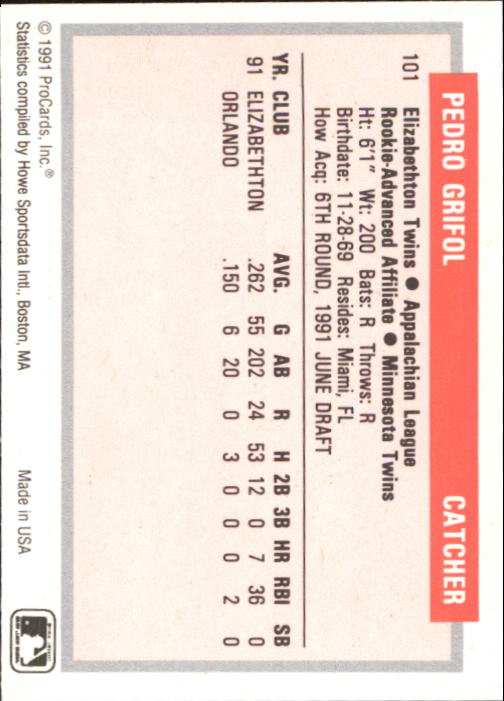 PEDRO GRIFOL CATCHER
101 Elizabethton Twins ● Appalachian League
Rookie-Advanced Affiliate ● Minnesota Twins
Ht: 6'1" Wt: 200 Bats: R Throws: R
Birthdate: 11-28-69 Resides: Miami, FL
How Acq: 6TH ROUND, 1991 JUNE DRAFT
YR. CLUB AVG. G AB R H 2B 3B HR RBI SB
91 ELIZABETHTON .262 55 202 24 53 12 0 7 36 0
ORLANDO .150 6 20 0 3 0 0 0 2 0
© 1991 ProCards, Inc.®
Statistics compiled by Howe Sportsdata Intl., Boston, MA Made in USA